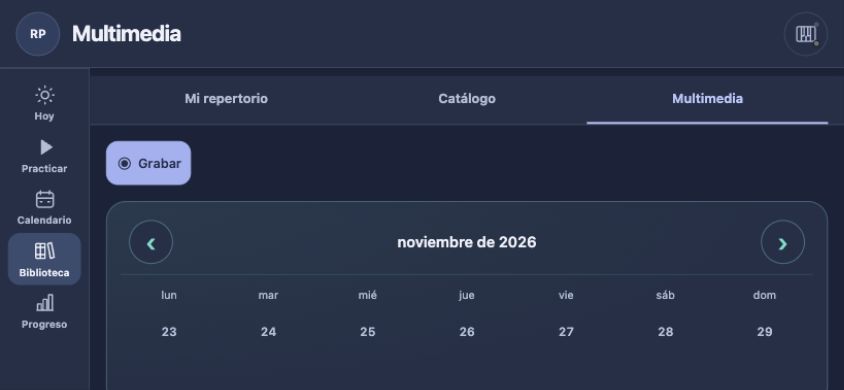 RP Multimedia
Mi repertorio Catálogo Multimedia
Hoy
Practicar
Calendario
Biblioteca
Progreso
Grabar
noviembre de 2026
lun mar mié jue vie sáb dom
23 24 25 26 27 28 29